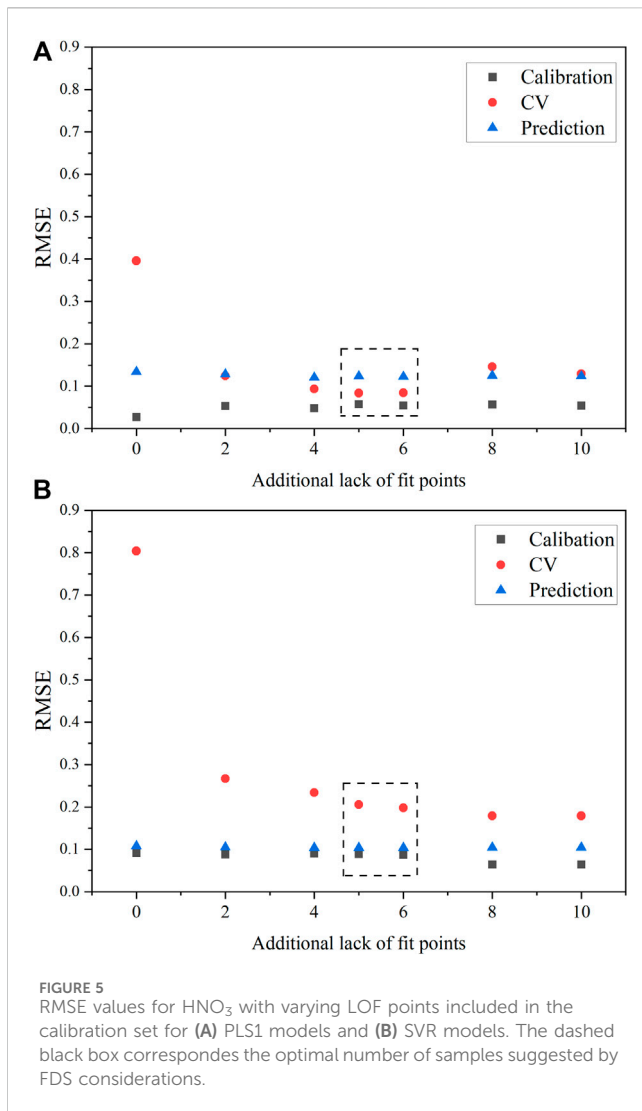 A
0.9
0.8
0.7
0.6
0.5
0.4
0.3
0.2
0.1
0.0
RMSE
Calibration
CV
Prediction
0 2 4 6 8 10
Additional lack of fit points
B
0.9
0.8
0.7
0.6
0.5
0.4
0.3
0.2
0.1
0.0
RMSE
Calibation
CV
Prediction
0 2 4 6 8 10
Additional lack of fit points
FIGURE 5
RMSE values for HNO₃ with varying LOF points included in the
calibration set for (A) PLS1 models and (B) SVR models. The dashed
black box correspondes the optimal number of samples suggested by
FDS considerations.